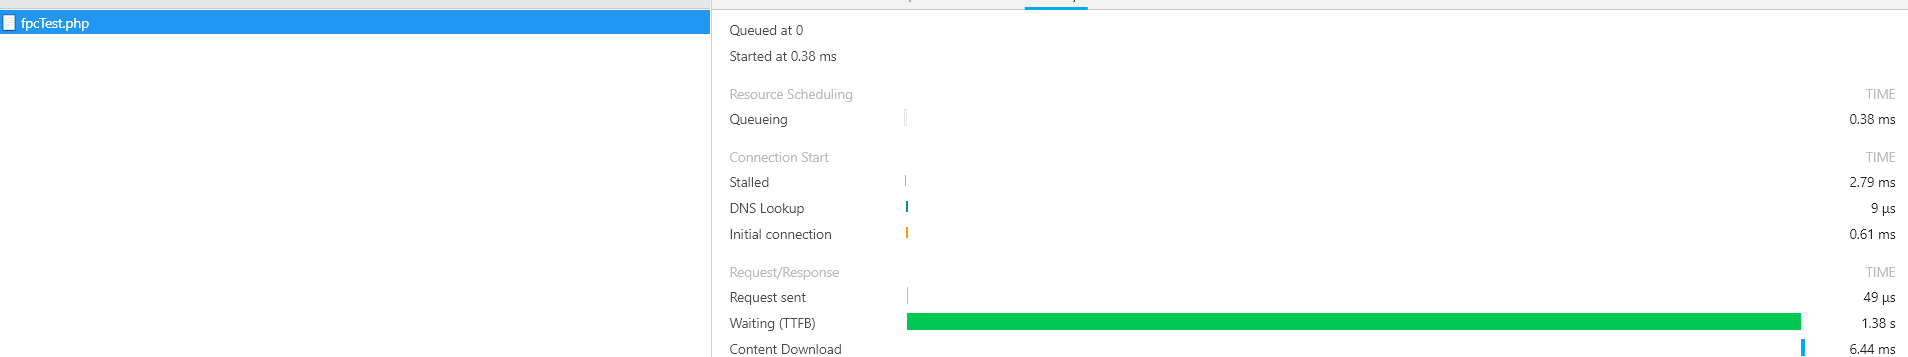 fpcTest.php
Queued at 0
Started at 0.38 ms
Resource Scheduling TIME
Queueing 0.38 ms
Connection Start TIME
Stalled 2.79 ms
DNS Lookup 9 µs
Initial connection 0.61 ms
Request/Response TIME
Request sent 49 µs
Waiting (TTFB) 1.38 s
Content Download 6.44 ms